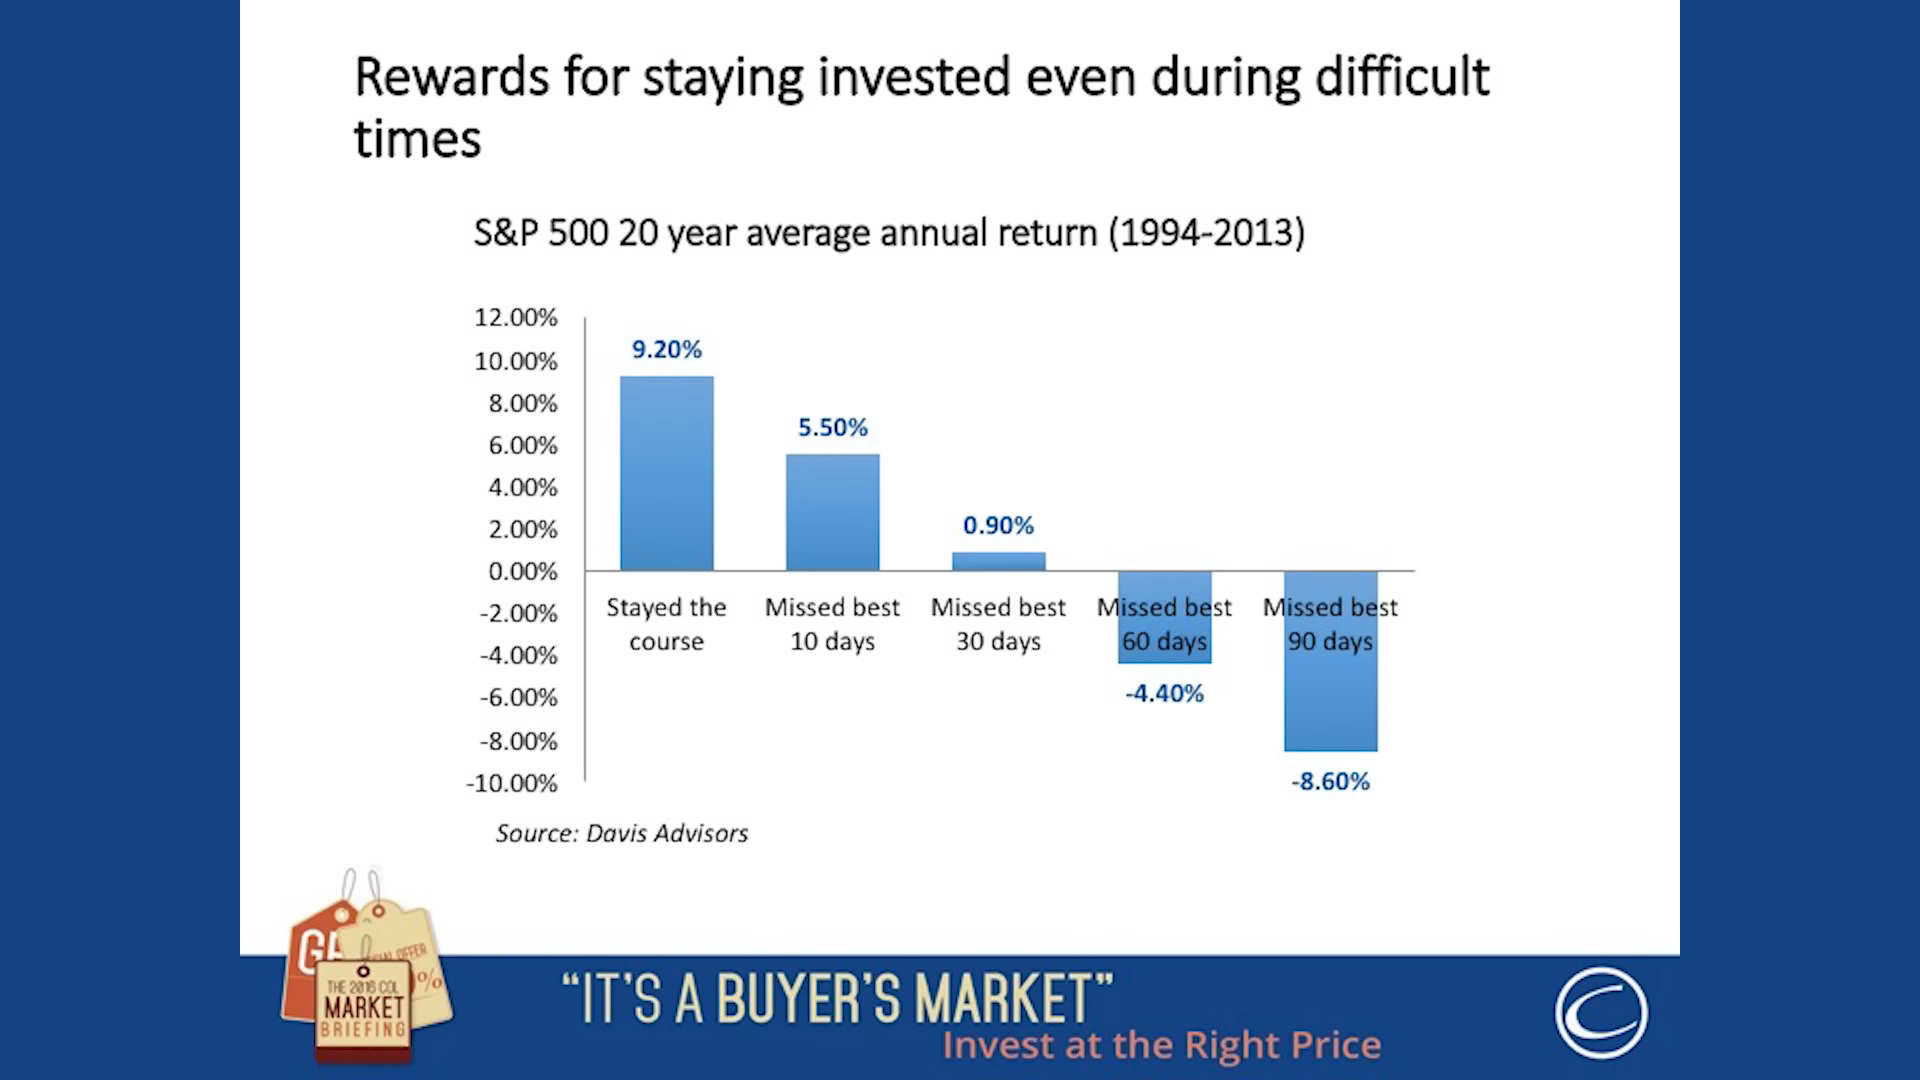 Rewards for staying invested even during difficult
times
S&P 500 20 year average annual return (1994-2013)
12.00%
10.00%
8.00%
6.00%
4.00%
2.00%
0.00%
-2.00%
-4.00%
-6.00%
-8.00%
-10.00%
9.20%
5.50%
0.90%
-4.40%
-8.60%
Stayed the
course
Missed best
10 days
Missed best
30 days
Missed best
60 days
Missed best
90 days
Source: Davis Advisors
OFFER
%
THE 2016 COL
MARKET
BRIEFING
“IT’S A BUYER’S MARKET”
Invest at the Right Price